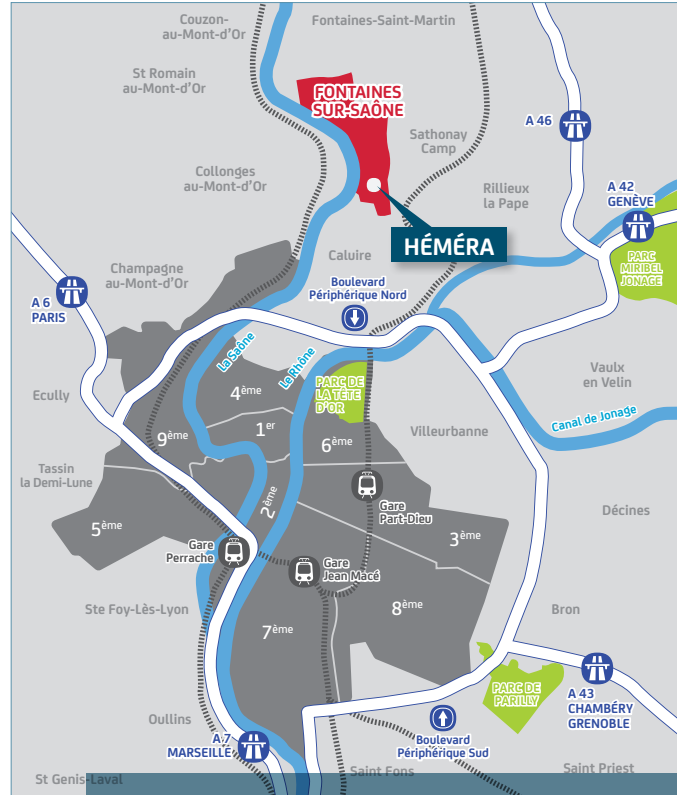 Couzon-
au-Mont-d'Or
Fontaines-Saint-Martin
St Romain
au-Mont-d'Or
FONTAINES
SUR-SAÔNE
A 46
Sathonay
Camp
Collonges
au-Mont-d'Or
Rillieux
la Pape
A 42
GENÈVE
HÉMÉRA
PARC
MIRIBEL
JONAGE
Caluire
Champagne
au-Mont-d'Or
Boulevard
Périphérique Nord
A 6
PARIS
La Saône
Le Rhône
Vaulx
en Velin
Ecully
4ème
PARC DE
LA TÊTE
D'OR
Canal de Jonage
1er
9ème
6ème
Villeurbanne
Tassin
la Demi-Lune
2ème
Gare
Part-Dieu
Décines
5ème
3ème
Gare
Perrache
Gare
Jean Macé
Ste Foy-Lès-Lyon
8ème
Bron
7ème
PARC DE
PARILLY
A 43
CHAMBÉRY
GRENOBLE
Oullins
A 7
MARSEILLE
Boulevard
Périphérique Sud
St Genis-Laval
Saint Fons
Saint Priest